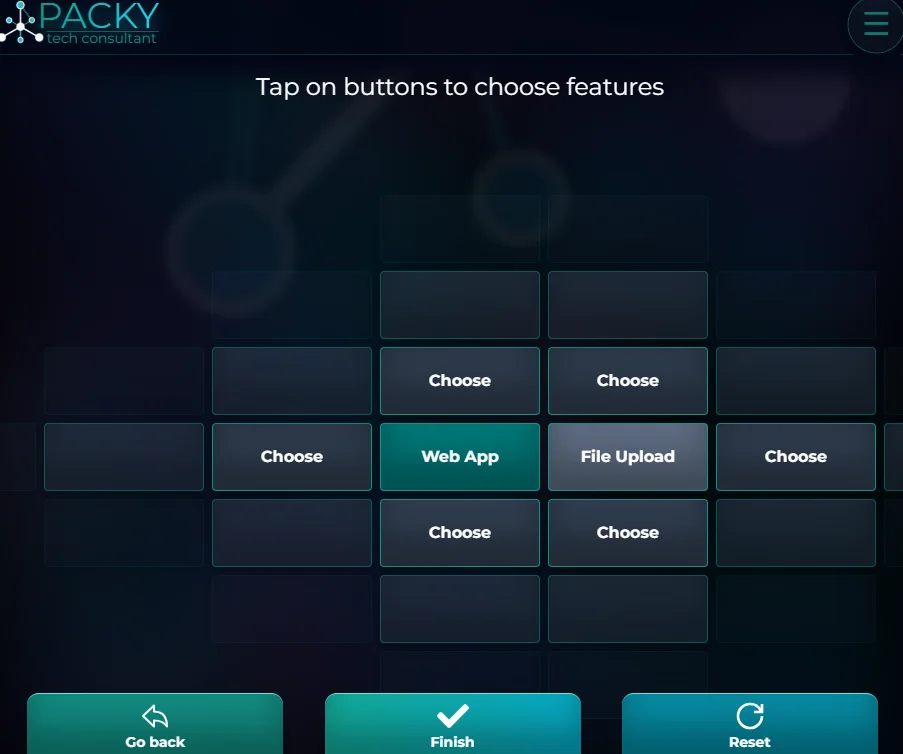 PACKY
tech consultant
Tap on buttons to choose features
Choose Choose
Choose Web App File Upload Choose
Choose Choose
Go back Finish Reset